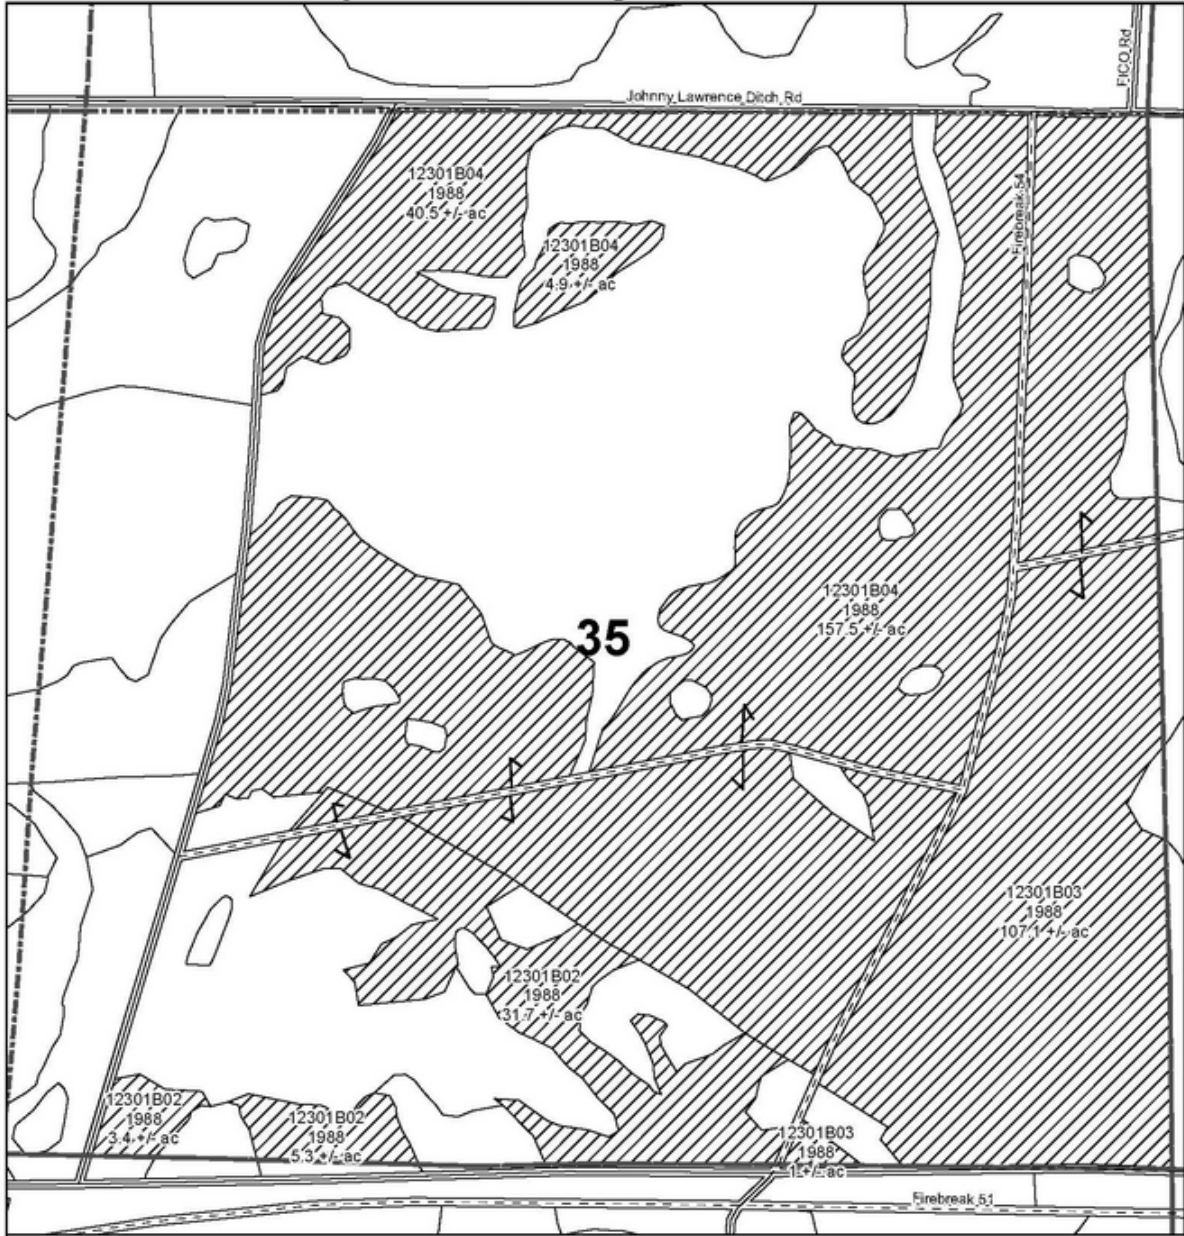 Johnny Lawrence Ditch Rd
FICO Rd
12301B04
1988
40.5 +/- ac
Firebreak 54
12301B04
1988
4.9 +/- ac
12301B04
1988
157.5 +/- ac
35
12301B03
1988
107.1 +/- ac
12301B02
1988
31.7 +/- ac
12301B02
1988
3.4 +/- ac
12301B02
1988
5.3 +/- ac
12301B03
1988
1 +/- ac
Firebreak 51